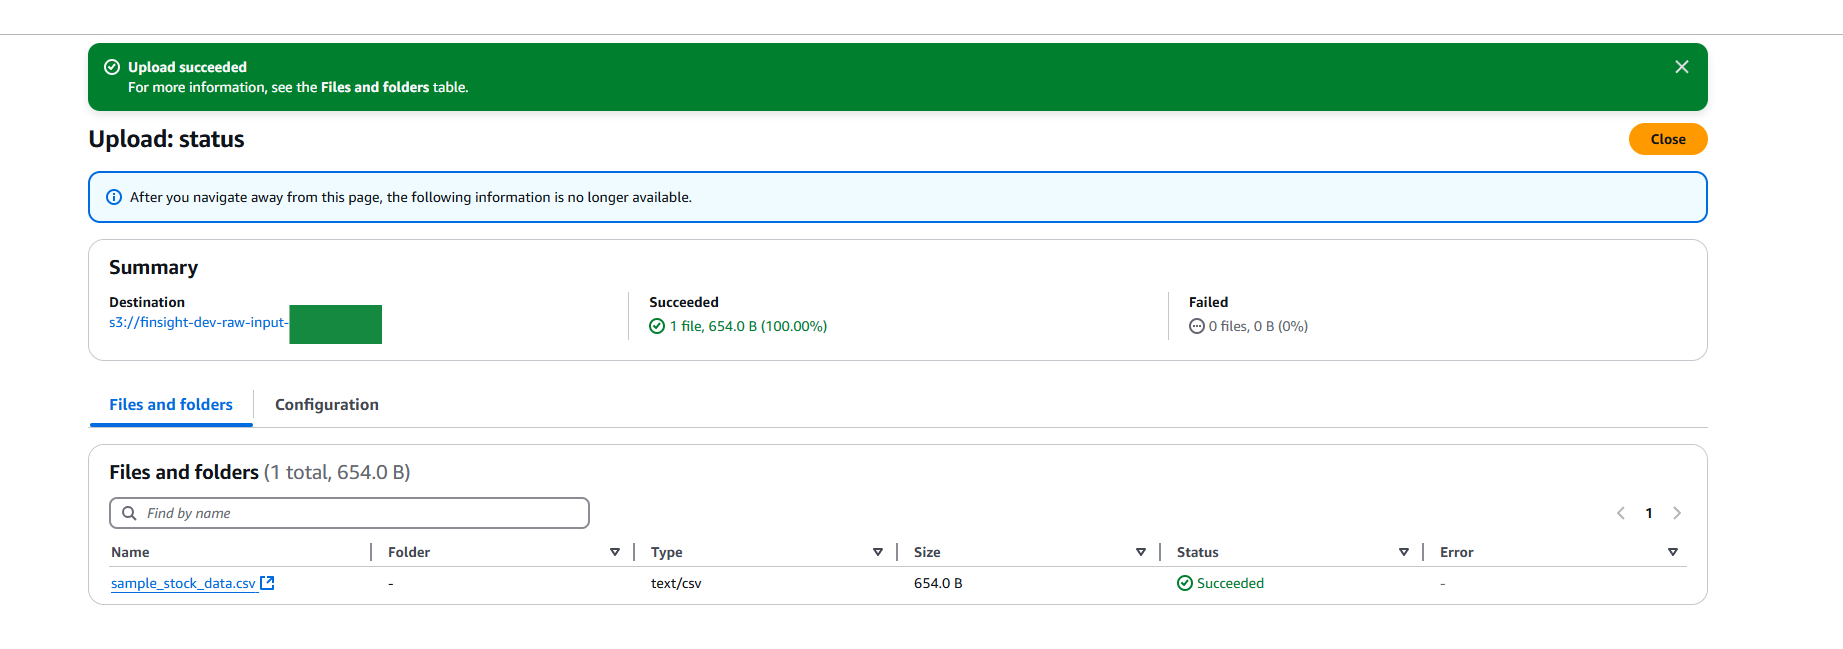 Upload succeeded
For more information, see the Files and folders table.
Upload: status
Close
After you navigate away from this page, the following information is no longer available.
Summary
Destination
s3://finsight-dev-raw-input-
Succeeded
1 file, 654.0 B (100.00%)
Failed
0 files, 0 B (0%)
Files and folders
Configuration
Files and folders (1 total, 654.0 B)
Find by name
1
Name Folder Type Size Status Error
sample_stock_data.csv - text/csv 654.0 B Succeeded -